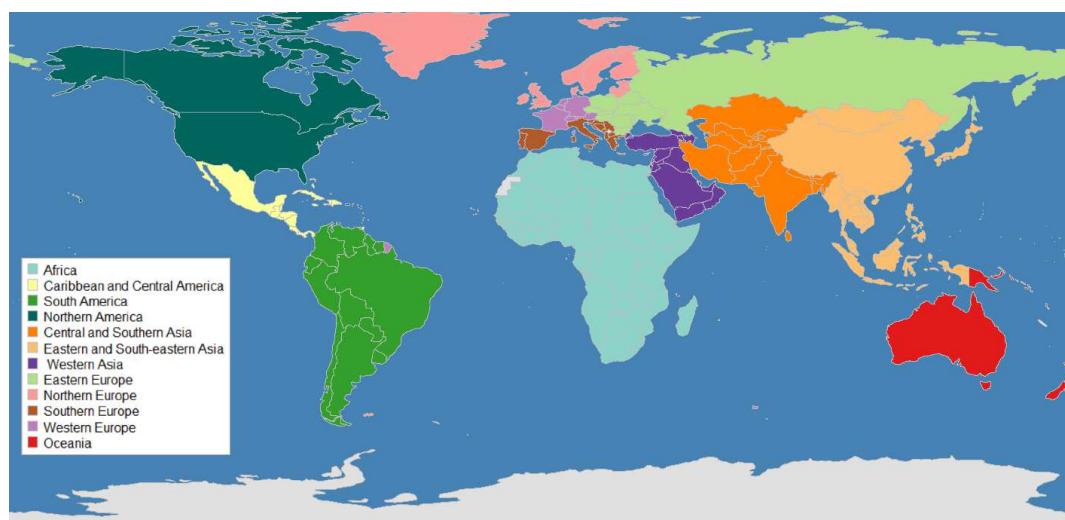 Africa
Caribbean and Central America
South America
Northern America
Central and Southern Asia
Eastern and South-eastern Asia
Western Asia
Eastern Europe
Northern Europe
Southern Europe
Western Europe
Oceania